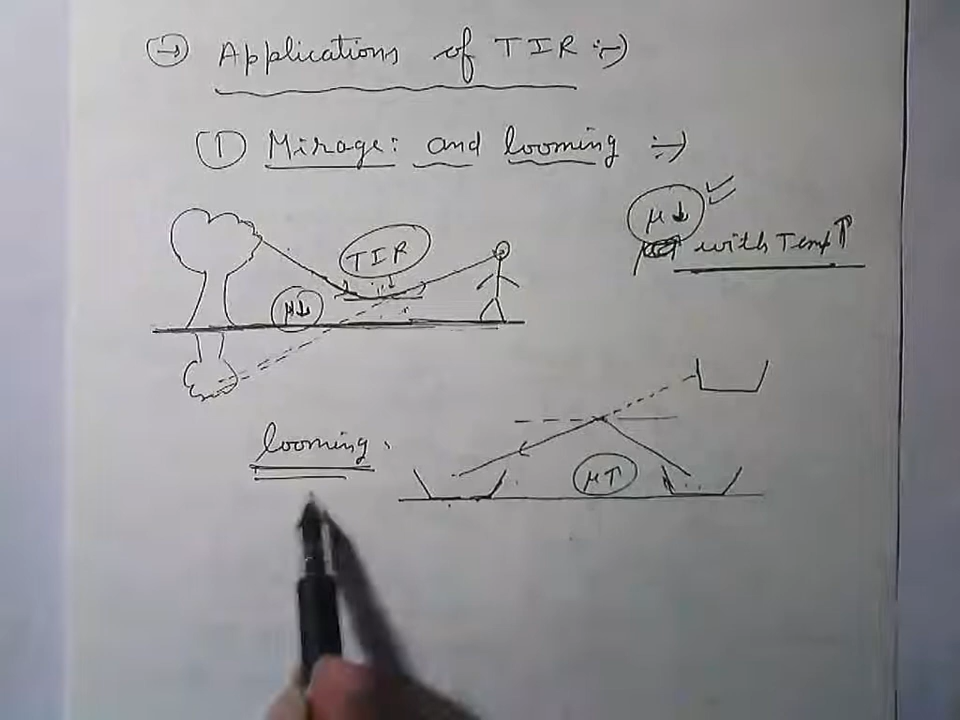 → Applications of TIR :-)
① Mirage: and looming :-)
μ↓
with Temp↑
TIR
μ↓
looming
μ↑